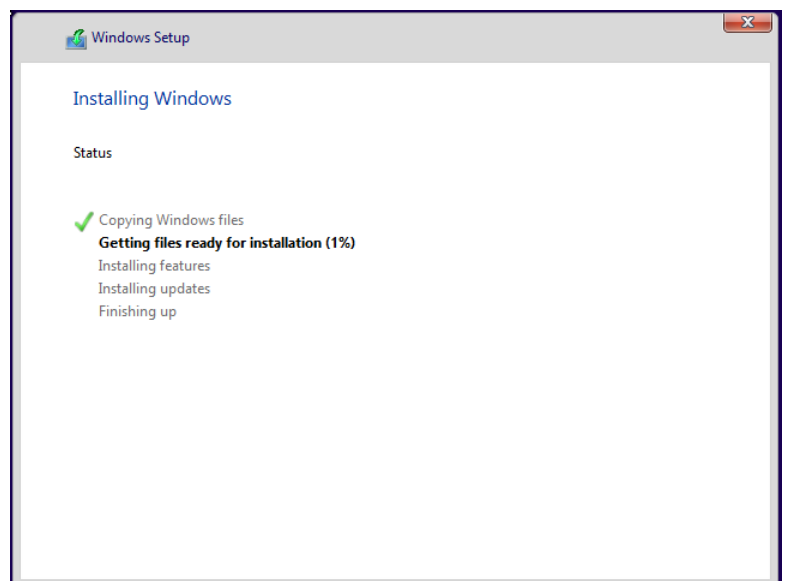 Windows Setup
Installing Windows
Status
Copying Windows files
Getting files ready for installation (1%)
Installing features
Installing updates
Finishing up